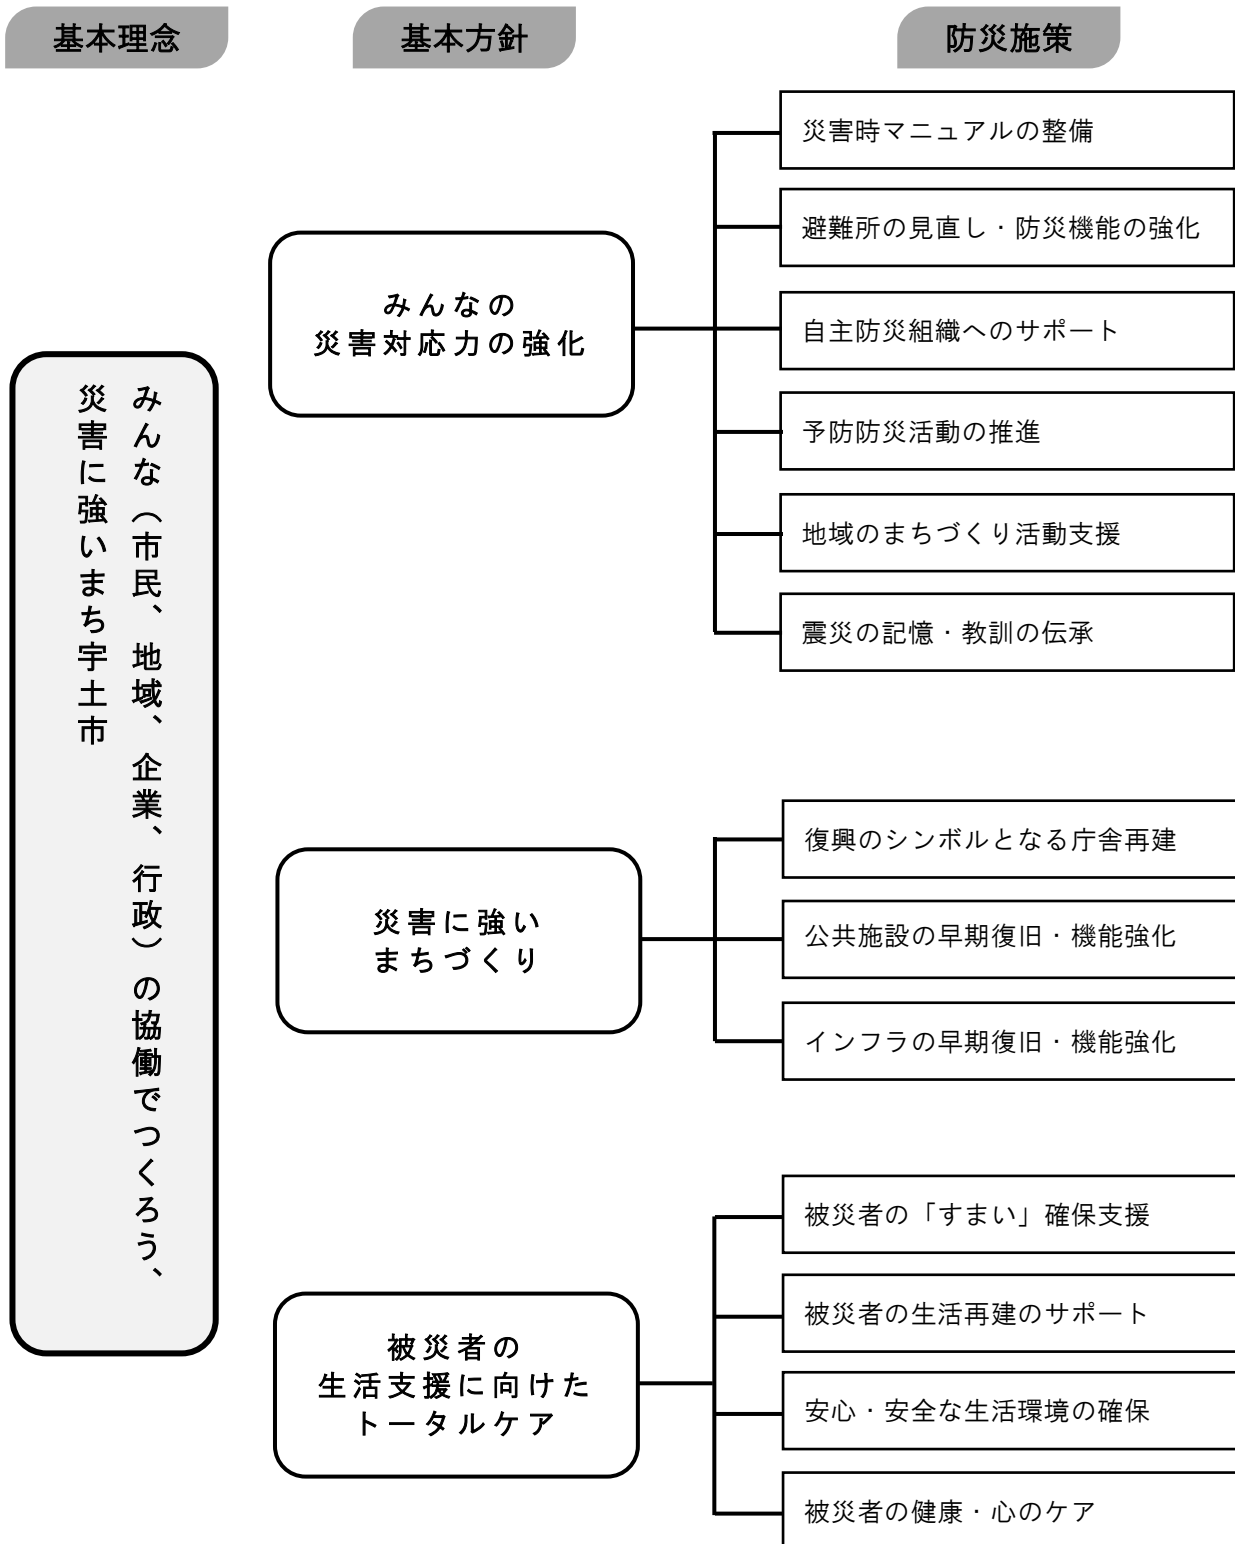 基本理念
基本方針
防災施策
みんな（市民、地域、企業、行政）の協働でつくろう、
災害に強いまち宇土市
みんなの
災害対応力の強化
災害時マニュアルの整備
避難所の見直し・防災機能の強化
自主防災組織へのサポート
予防防災活動の推進
地域のまちづくり活動支援
震災の記憶・教訓の伝承
災害に強い
まちづくり
復興のシンボルとなる庁舎再建
公共施設の早期復旧・機能強化
インフラの早期復旧・機能強化
被災者の
生活支援に向けた
トータルケア
被災者の「すまい」確保支援
被災者の生活再建のサポート
安心・安全な生活環境の確保
被災者の健康・心のケア